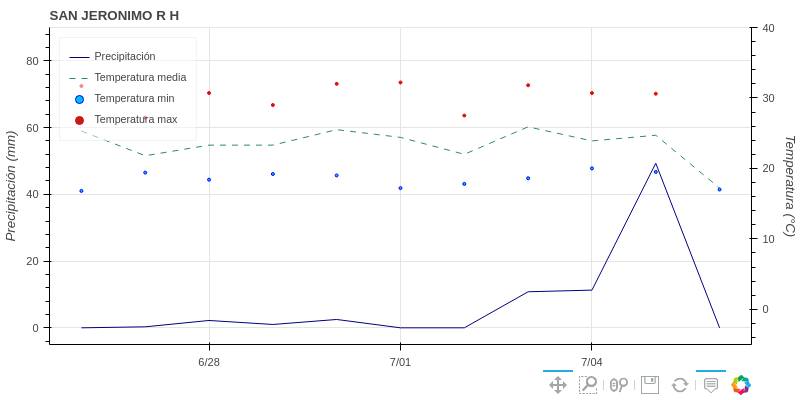 SAN JERONIMO R H
Precipitación
Temperatura media
Temperatura min
Temperatura max
Precipitación (mm)
80
60
40
20
0
Temperatura (°C)
40
30
20
10
0
6/28
7/01
7/04